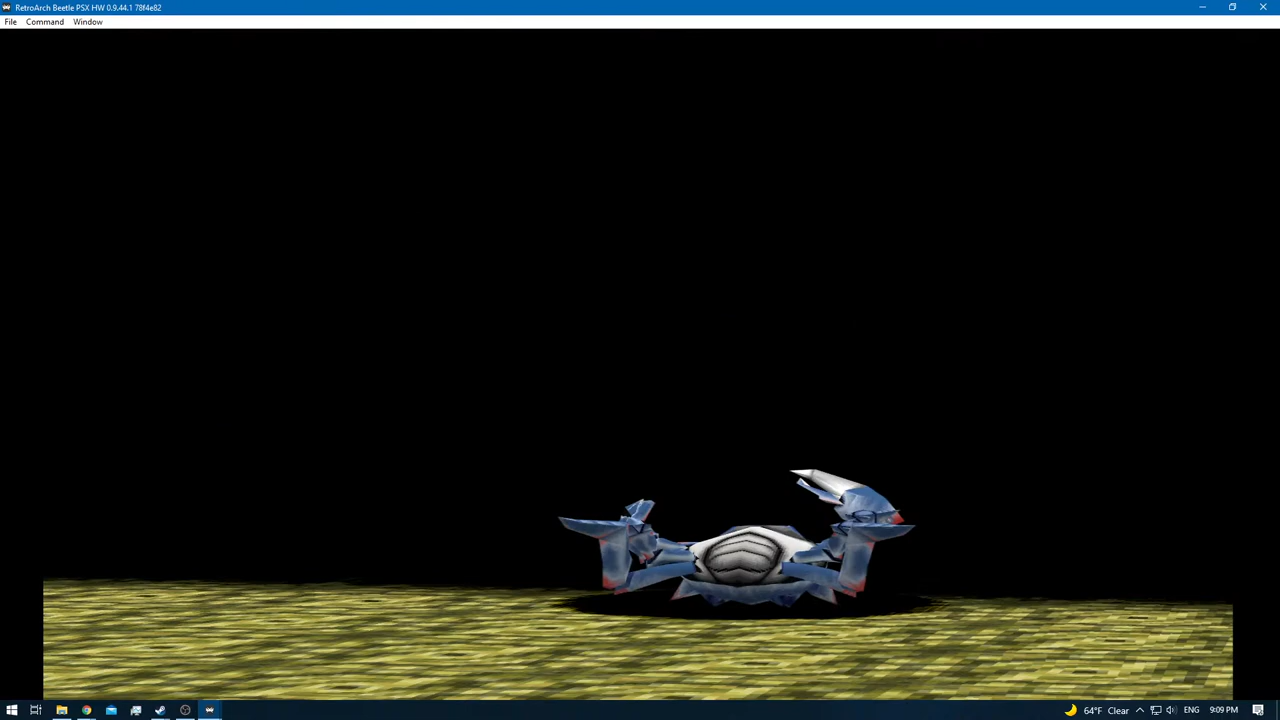 RetroArch Beetle PSX HW 0.9.44.1 78f4e82
File Command Window
64°F Clear ENG 9:09 PM